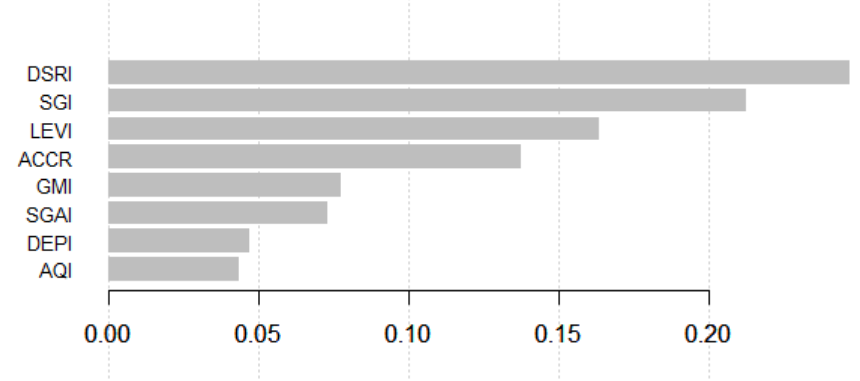 DSRI
SGI
LEVI
ACCR
GMI
SGAI
DEPI
AQI
0.00 0.05 0.10 0.15 0.20